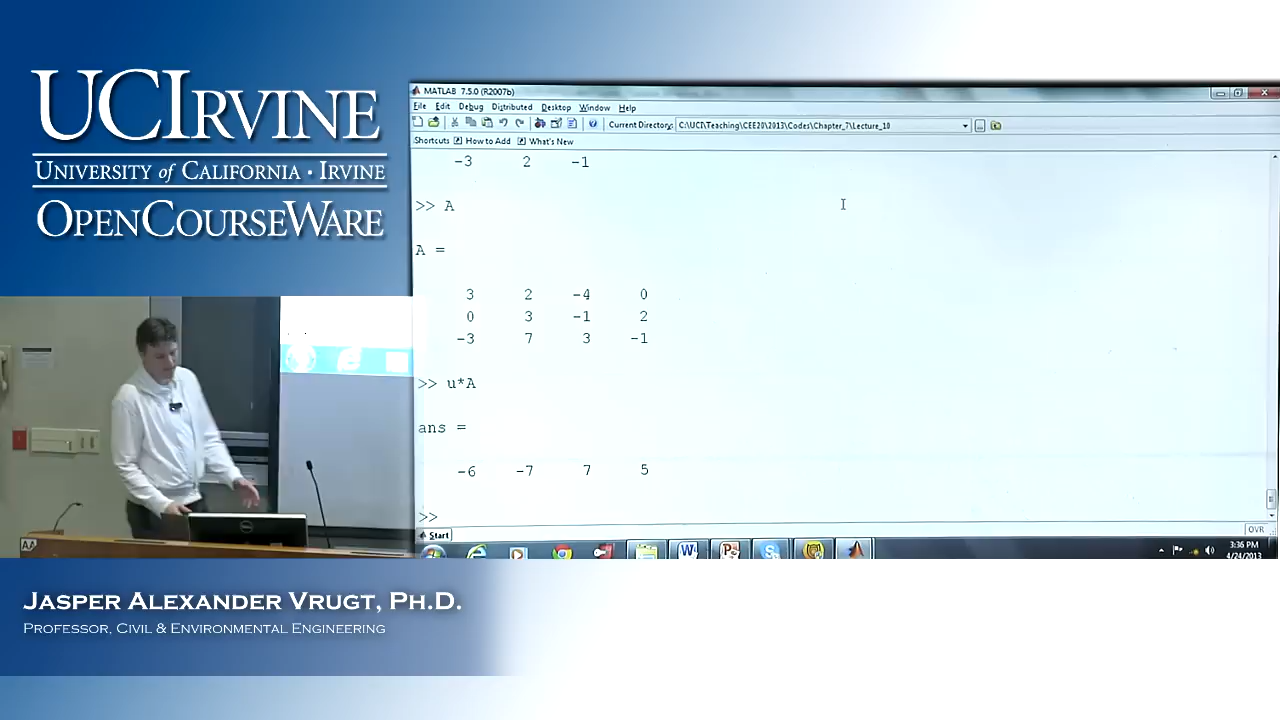 UCIRVINE
UNIVERSITY of CALIFORNIA • IRVINE
OPENCOURSEWARE
MATLAB 7.5.0 (R2007b)
File Edit Debug Distributed Desktop Window Help
Current Directory: C:\UCI\Teaching\CEE20\2013\Codes\Chapter_7\Lecture_10
Shortcuts How to Add What's New
-3 2 -1
>> A
A =
3 2 -4 0
0 3 -1 2
-3 7 3 -1
>> u*A
ans =
-6 -7 7 5
>>
Start
OVR
3:36 PM
4/24/2013
JASPER ALEXANDER VRUGT, PH.D.
PROFESSOR, CIVIL & ENVIRONMENTAL ENGINEERING